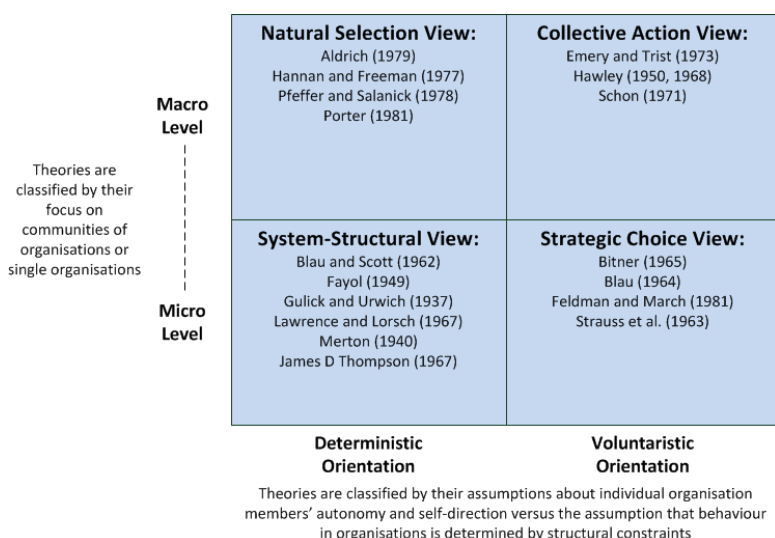 Natural Selection View:
Aldrich (1979)
Hannan and Freeman (1977)
Pfeffer and Salanick (1978)
Porter (1981)
Collective Action View:
Emery and Trist (1973)
Hawley (1950, 1968)
Schon (1971)
Macro
Level
Theories are
classified by their
focus on
communities of
organisations or
single organisations
Micro
Level
System-Structural View:
Blau and Scott (1962)
Fayol (1949)
Gulick and Urwich (1937)
Lawrence and Lorsch (1967)
Merton (1940)
James D Thompson (1967)
Strategic Choice View:
Bitner (1965)
Blau (1964)
Feldman and March (1981)
Strauss et al. (1963)
Deterministic
Orientation
Voluntaristic
Orientation
Theories are classified by their assumptions about individual organisation
members’ autonomy and self-direction versus the assumption that behaviour
in organisations is determined by structural constraints